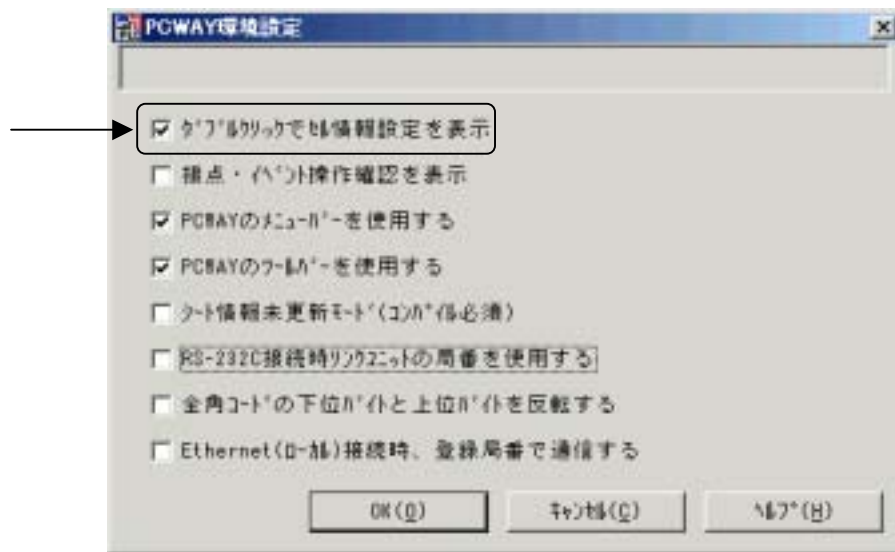 PCWAY環境設定
ﾀﾞﾌﾞﾙｸﾘｯｸでｾﾙ情報設定を表示
接点・ｲﾍﾞﾝﾄ操作確認を表示
PCWAYのﾒﾆｭｰﾊﾞｰを使用する
PCWAYのﾂｰﾙﾊﾞｰを使用する
ｼｰﾄ情報未更新ﾓｰﾄﾞ(ｺﾝﾊﾟｲﾙ必須)
RS-232C接続時ﾘﾝｸﾕﾆｯﾄの局番を使用する
全角ｺｰﾄﾞの下位ﾊﾞｲﾄと上位ﾊﾞｲﾄを反転する
Ethernet(ﾛｰｶﾙ)接続時、登録局番で通信する
OK(O) ｷｬﾝｾﾙ(C) ﾍﾙﾌﾟ(H)